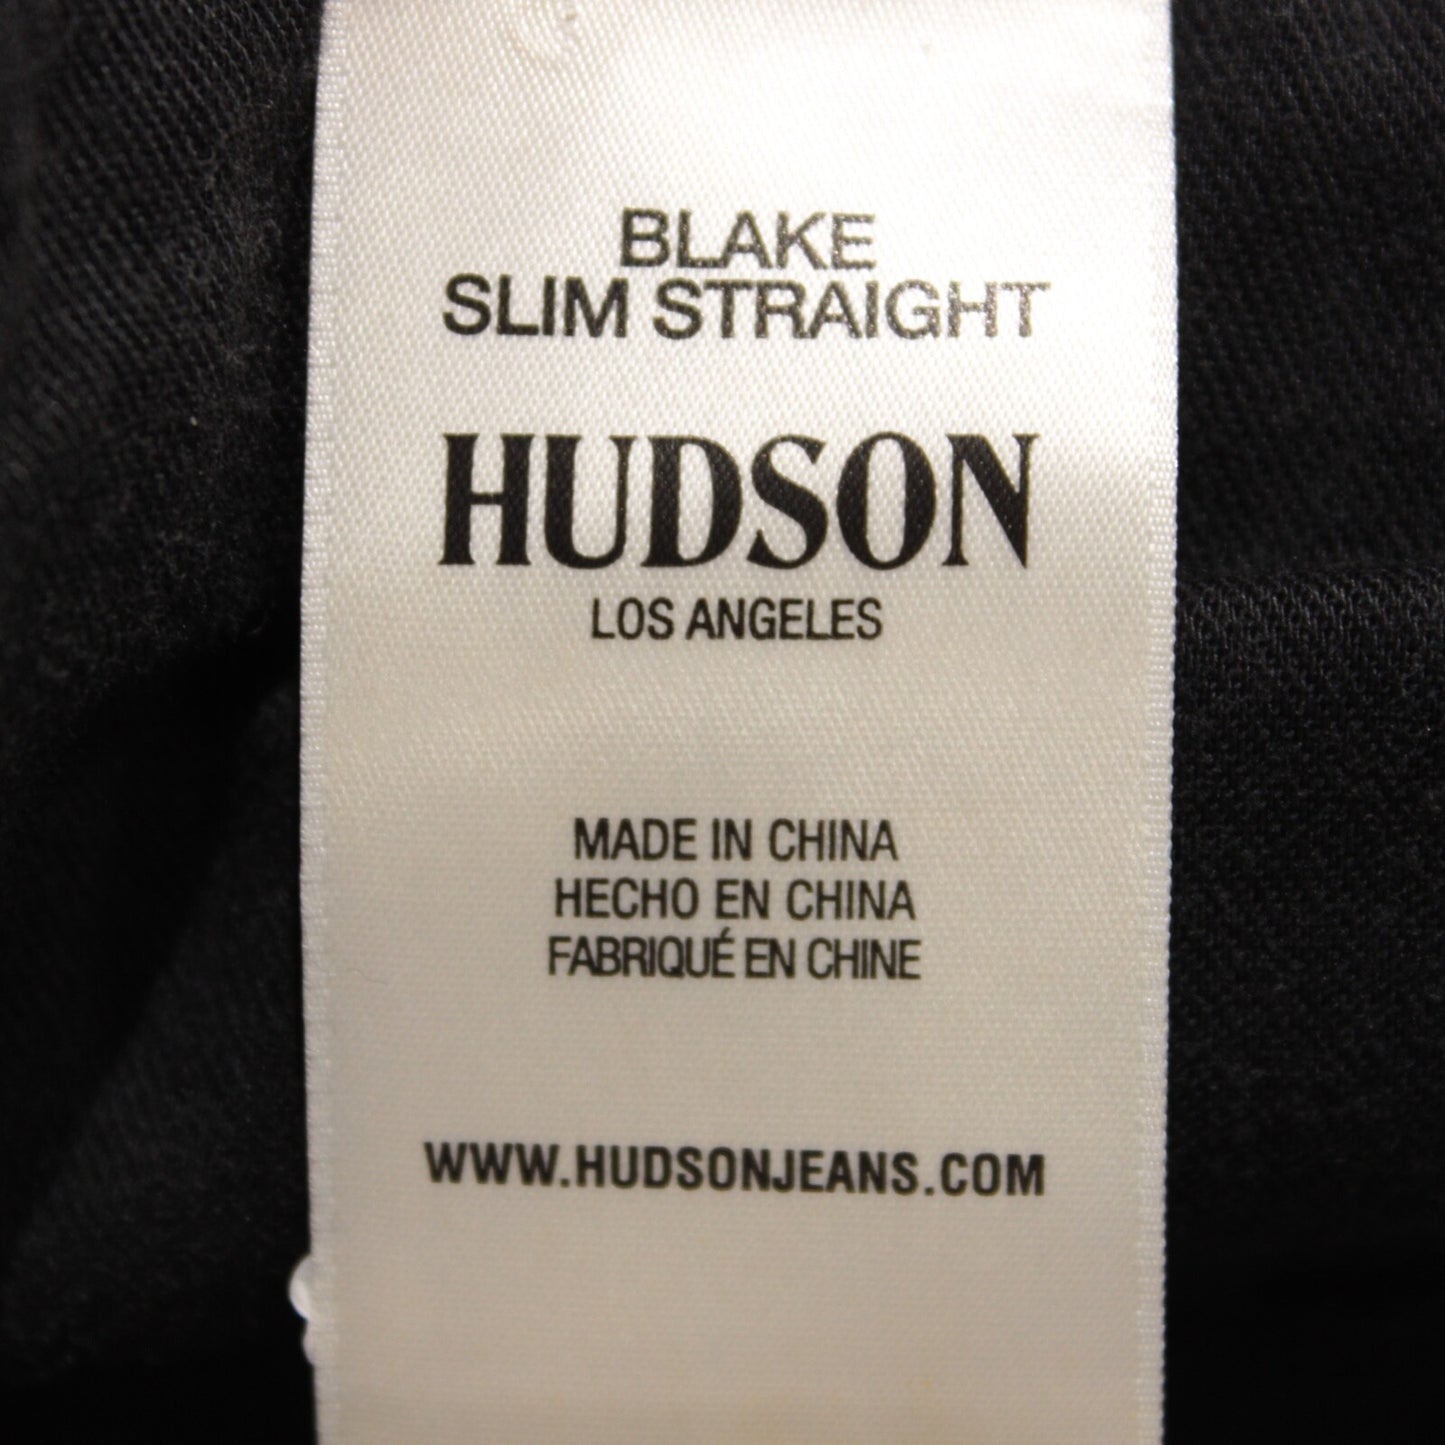 BLAKE
SLIM STRAIGHT
HUDSON
LOS ANGELES
MADE IN CHINA
HECHO EN CHINA
FABRIQUÉ EN CHINE
WWW.HUDSONJEANS.COM